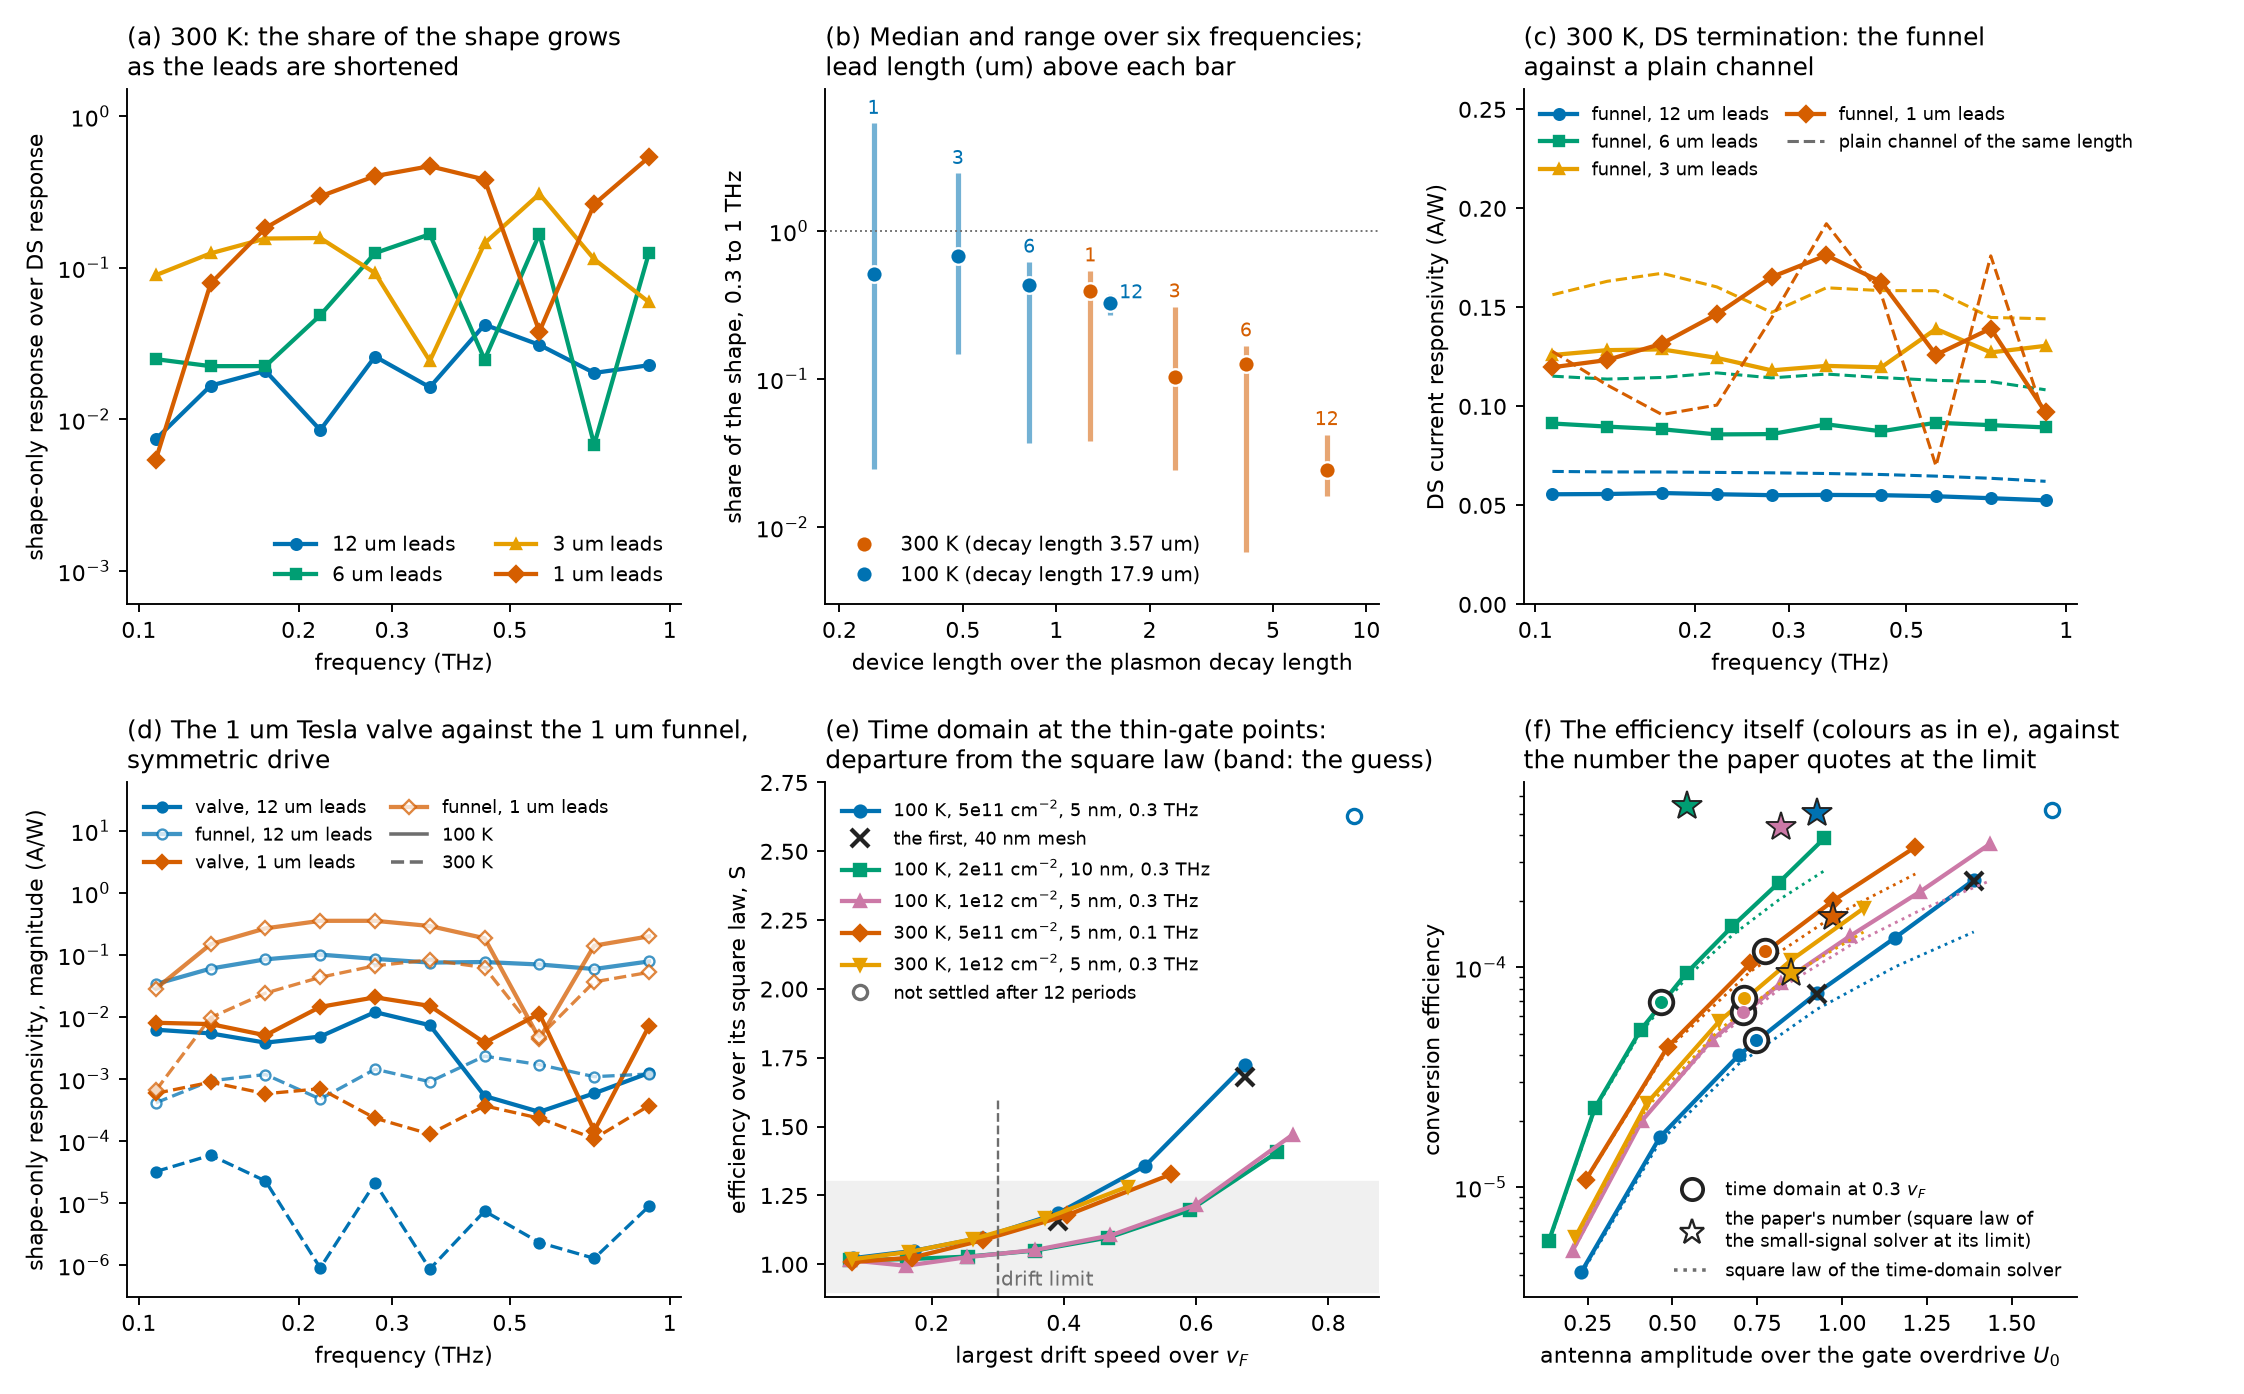 (a) 300 K: the share of the shape grows
as the leads are shortened
shape-only response over DS response
10⁰
10⁻¹
10⁻²
10⁻³
12 um leads
6 um leads
3 um leads
1 um leads
0.1
0.2
0.3
0.5
1
frequency (THz)
(b) Median and range over six frequencies;
lead length (um) above each bar
share of the shape, 0.3 to 1 THz
10⁰
10⁻¹
10⁻²
1
3
6
1
12
3
6
12
300 K (decay length 3.57 um)
100 K (decay length 17.9 um)
0.2
0.5
1
2
5
10
device length over the plasmon decay length
(c) 300 K, DS termination: the funnel
against a plain channel
DS current responsivity (A/W)
0.25
0.20
0.15
0.10
0.05
0.00
funnel, 12 um leads
funnel, 6 um leads
funnel, 3 um leads
funnel, 1 um leads
plain channel of the same length
0.1
0.2
0.3
0.5
1
frequency (THz)
(d) The 1 um Tesla valve against the 1 um funnel,
symmetric drive
shape-only responsivity, magnitude (A/W)
10¹
10⁰
10⁻¹
10⁻²
10⁻³
10⁻⁴
10⁻⁵
10⁻⁶
valve, 12 um leads
funnel, 12 um leads
valve, 1 um leads
funnel, 1 um leads
100 K
300 K
0.1
0.2
0.3
0.5
1
frequency (THz)
(e) Time domain at the thin-gate points:
departure from the square law (band: the guess)
efficiency over its square law, S
2.75
2.50
2.25
2.00
1.75
1.50
1.25
1.00
100 K, 5e11 cm⁻², 5 nm, 0.3 THz
the first, 40 nm mesh
100 K, 2e11 cm⁻², 10 nm, 0.3 THz
100 K, 1e12 cm⁻², 5 nm, 0.3 THz
300 K, 5e11 cm⁻², 5 nm, 0.1 THz
300 K, 1e12 cm⁻², 5 nm, 0.3 THz
not settled after 12 periods
drift limit
0.2
0.4
0.6
0.8
largest drift speed over v_F
(f) The efficiency itself (colours as in e), against
the number the paper quotes at the limit
conversion efficiency
10⁻⁴
10⁻⁵
time domain at 0.3 v_F
the paper's number (square law of
the small-signal solver at its limit)
square law of the time-domain solver
0.25
0.50
0.75
1.00
1.25
1.50
antenna amplitude over the gate overdrive U₀